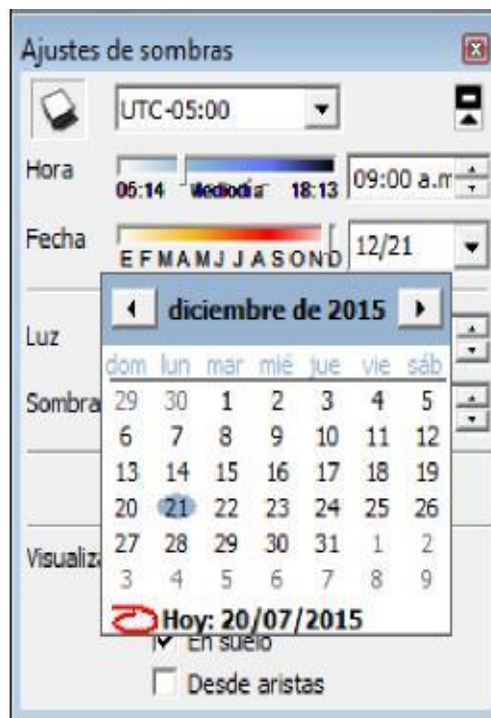 Ajustes de sombras
UTC-05:00
Hora
05:14 Mediodía 18:13
09:00 a.m
Fecha
E F M A M J J A S O N D
12/21
diciembre de 2015
Luz
dom lun mar mié jue vie sáb
29 30 1 2 3 4 5
Sombra
6 7 8 9 10 11 12
13 14 15 16 17 18 19
20 21 22 23 24 25 26
27 28 29 30 31 1 2
Visualiza
3 4 5 6 7 8 9
Hoy: 20/07/2015
En suelo
Desde aristas